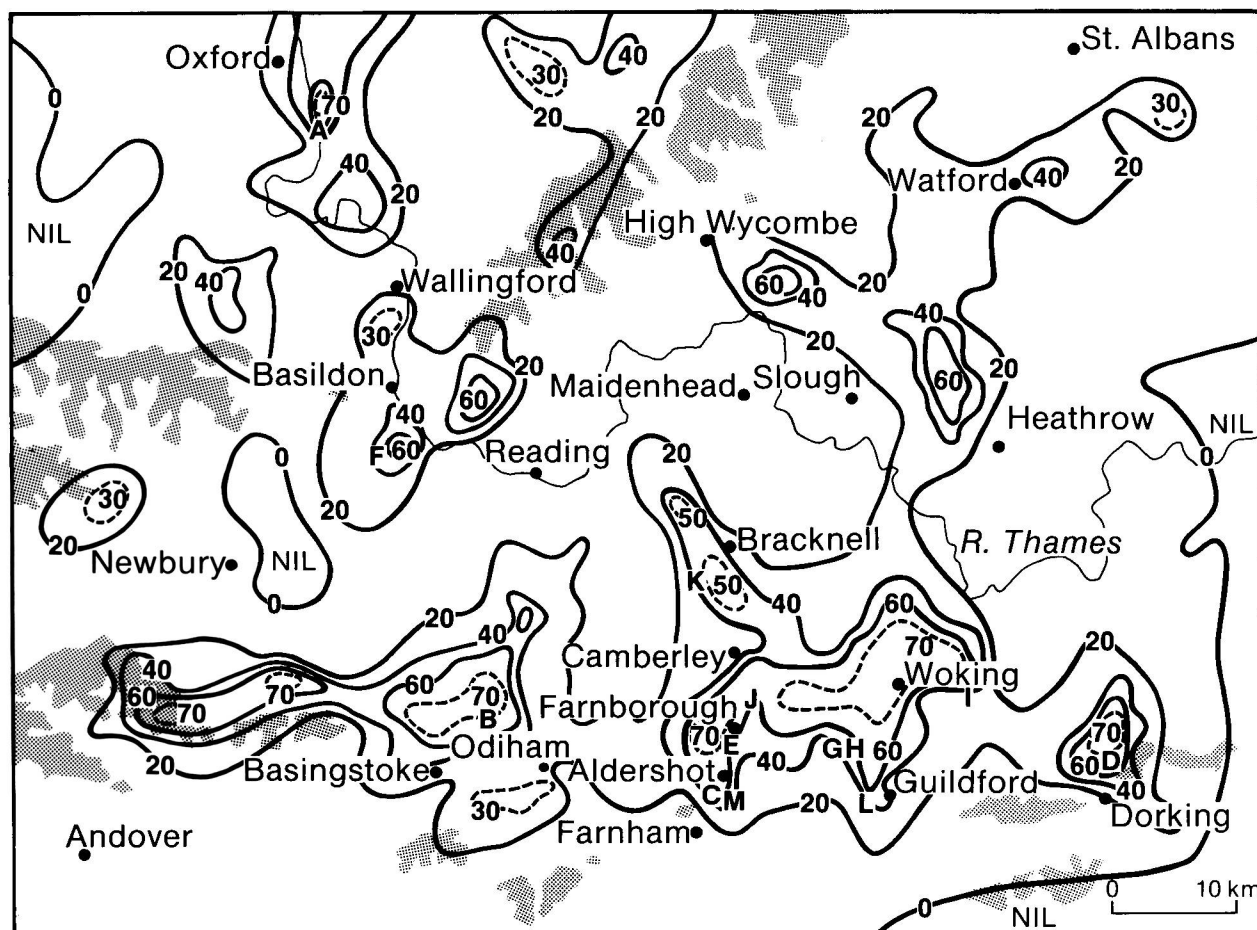 Oxford
St. Albans
30
40
0
70
A
20
20
20
30
40
20
40
20
Watford
40
NIL
High Wycombe
40
0
20
40
Wallingford
60
40
20
30
20
40
20
Basildon
60
Maidenhead
Slough
60
20
40
F
60
Heathrow
NIL
Reading
20
0
0
30
20
50
20
Bracknell
R. Thames
Newbury
NIL
K
50
0
20
40
60
40
20
40
Camberley
70
Woking
60
70
60
70
J
I
70
B
Farnborough
70
E
GH
60
70
D
60
20
Odiham
40
Basingstoke
Aldershot
C
M
L
Guildford
40
30
20
Dorking
Andover
Farnham
0
10 km
0
NIL